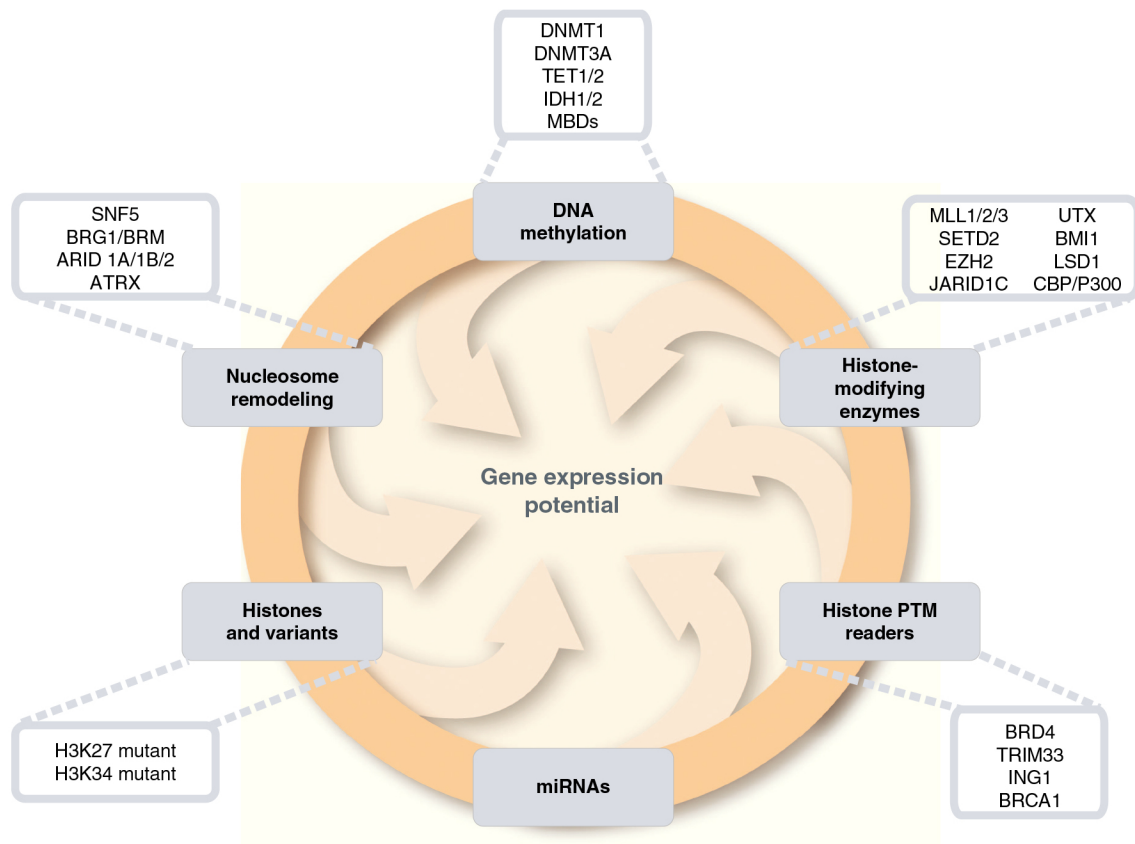 DNMT1
DNMT3A
TET1/2
IDH1/2
MBDs
DNA
methylation
SNF5
BRG1/BRM
ARID 1A/1B/2
ATRX
MLL1/2/3
SETD2
EZH2
JARID1C
UTX
BMI1
LSD1
CBP/P300
Nucleosome
remodeling
Histone-
modifying
enzymes
Gene expression
potential
Histones
and variants
Histone PTM
readers
H3K27 mutant
H3K34 mutant
miRNAs
BRD4
TRIM33
ING1
BRCA1